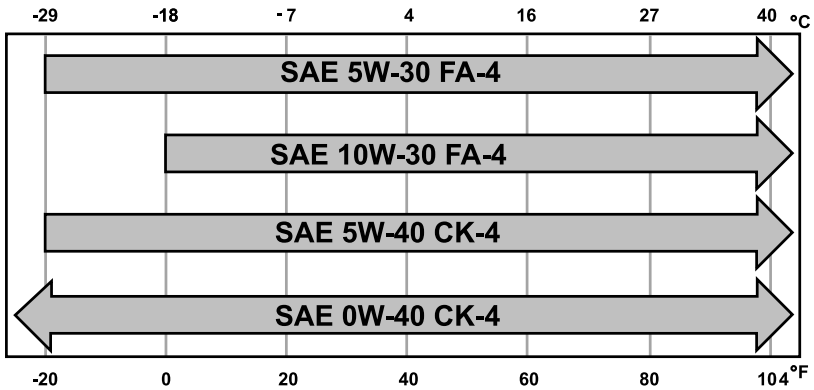 -29 -18 -7 4 16 27 40 °C
SAE 5W-30 FA-4
SAE 10W-30 FA-4
SAE 5W-40 CK-4
SAE 0W-40 CK-4
-20 0 20 40 60 80 104 °F